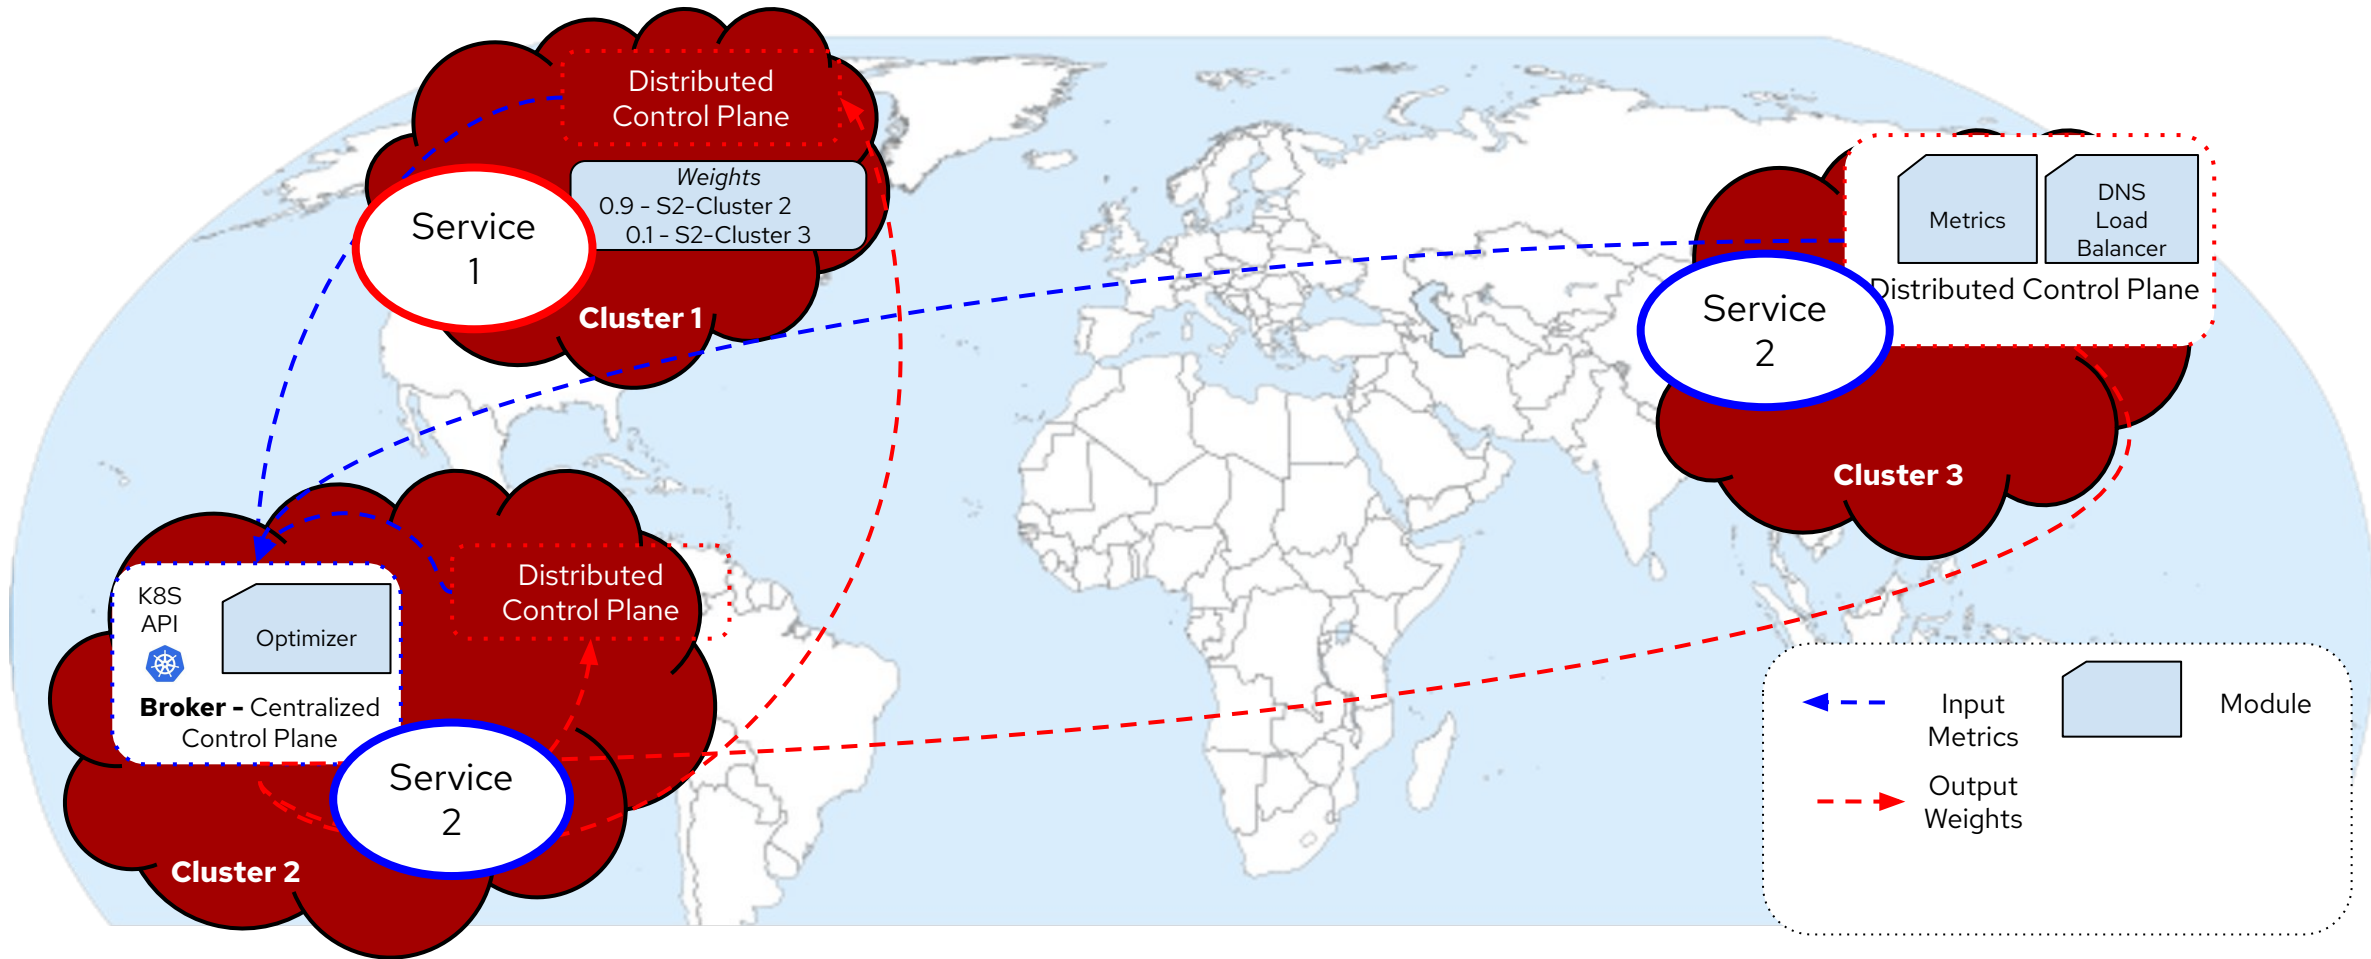 Distributed
Control Plane
Weights
0.9 - S2-Cluster 2
0.1 - S2-Cluster 3
Service
1
Cluster 1
Metrics
DNS
Load
Balancer
Distributed Control Plane
Service
2
Cluster 3
K8S
API
Optimizer
Broker - Centralized
Control Plane
Distributed
Control Plane
Service
2
Cluster 2
Input
Metrics
Module
Output
Weights